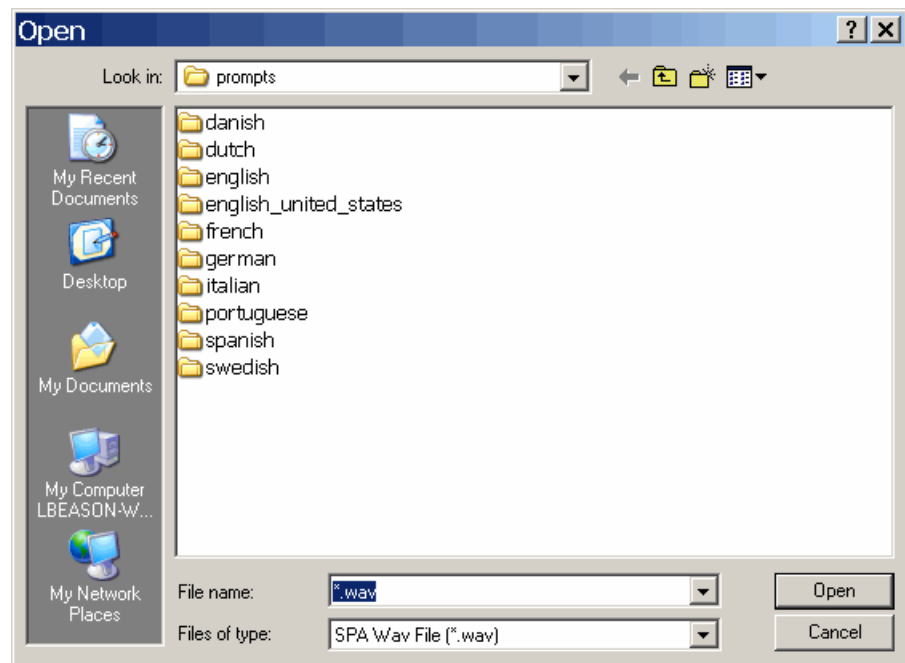 Open
Look in:
prompts
My Recent
Documents
Desktop
My Documents
My Computer
LBEASON-W...
My Network
Places
danish
dutch
english
english_united_states
french
german
italian
portuguese
spanish
swedish
File name:
*.wav
Open
Files of type:
SPA Wav File (*.wav)
Cancel